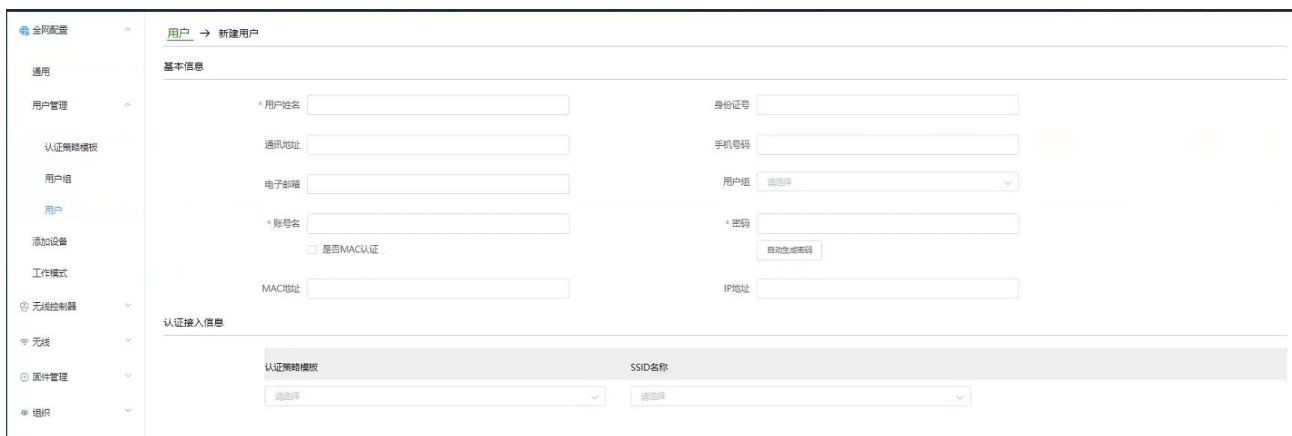 全网配置
通用
用户管理
认证策略模板
用户组
用户
添加设备
工作模式
无线控制器
无线
固件管理
组织
用户 → 新建用户
基本信息
* 用户姓名
身份证号
通讯地址
手机号码
电子邮箱
用户组 请选择
* 账号名
* 密码
是否MAC认证
自动生成密码
MAC地址
IP地址
认证接入信息
认证策略模板 SSID名称
请选择 请选择